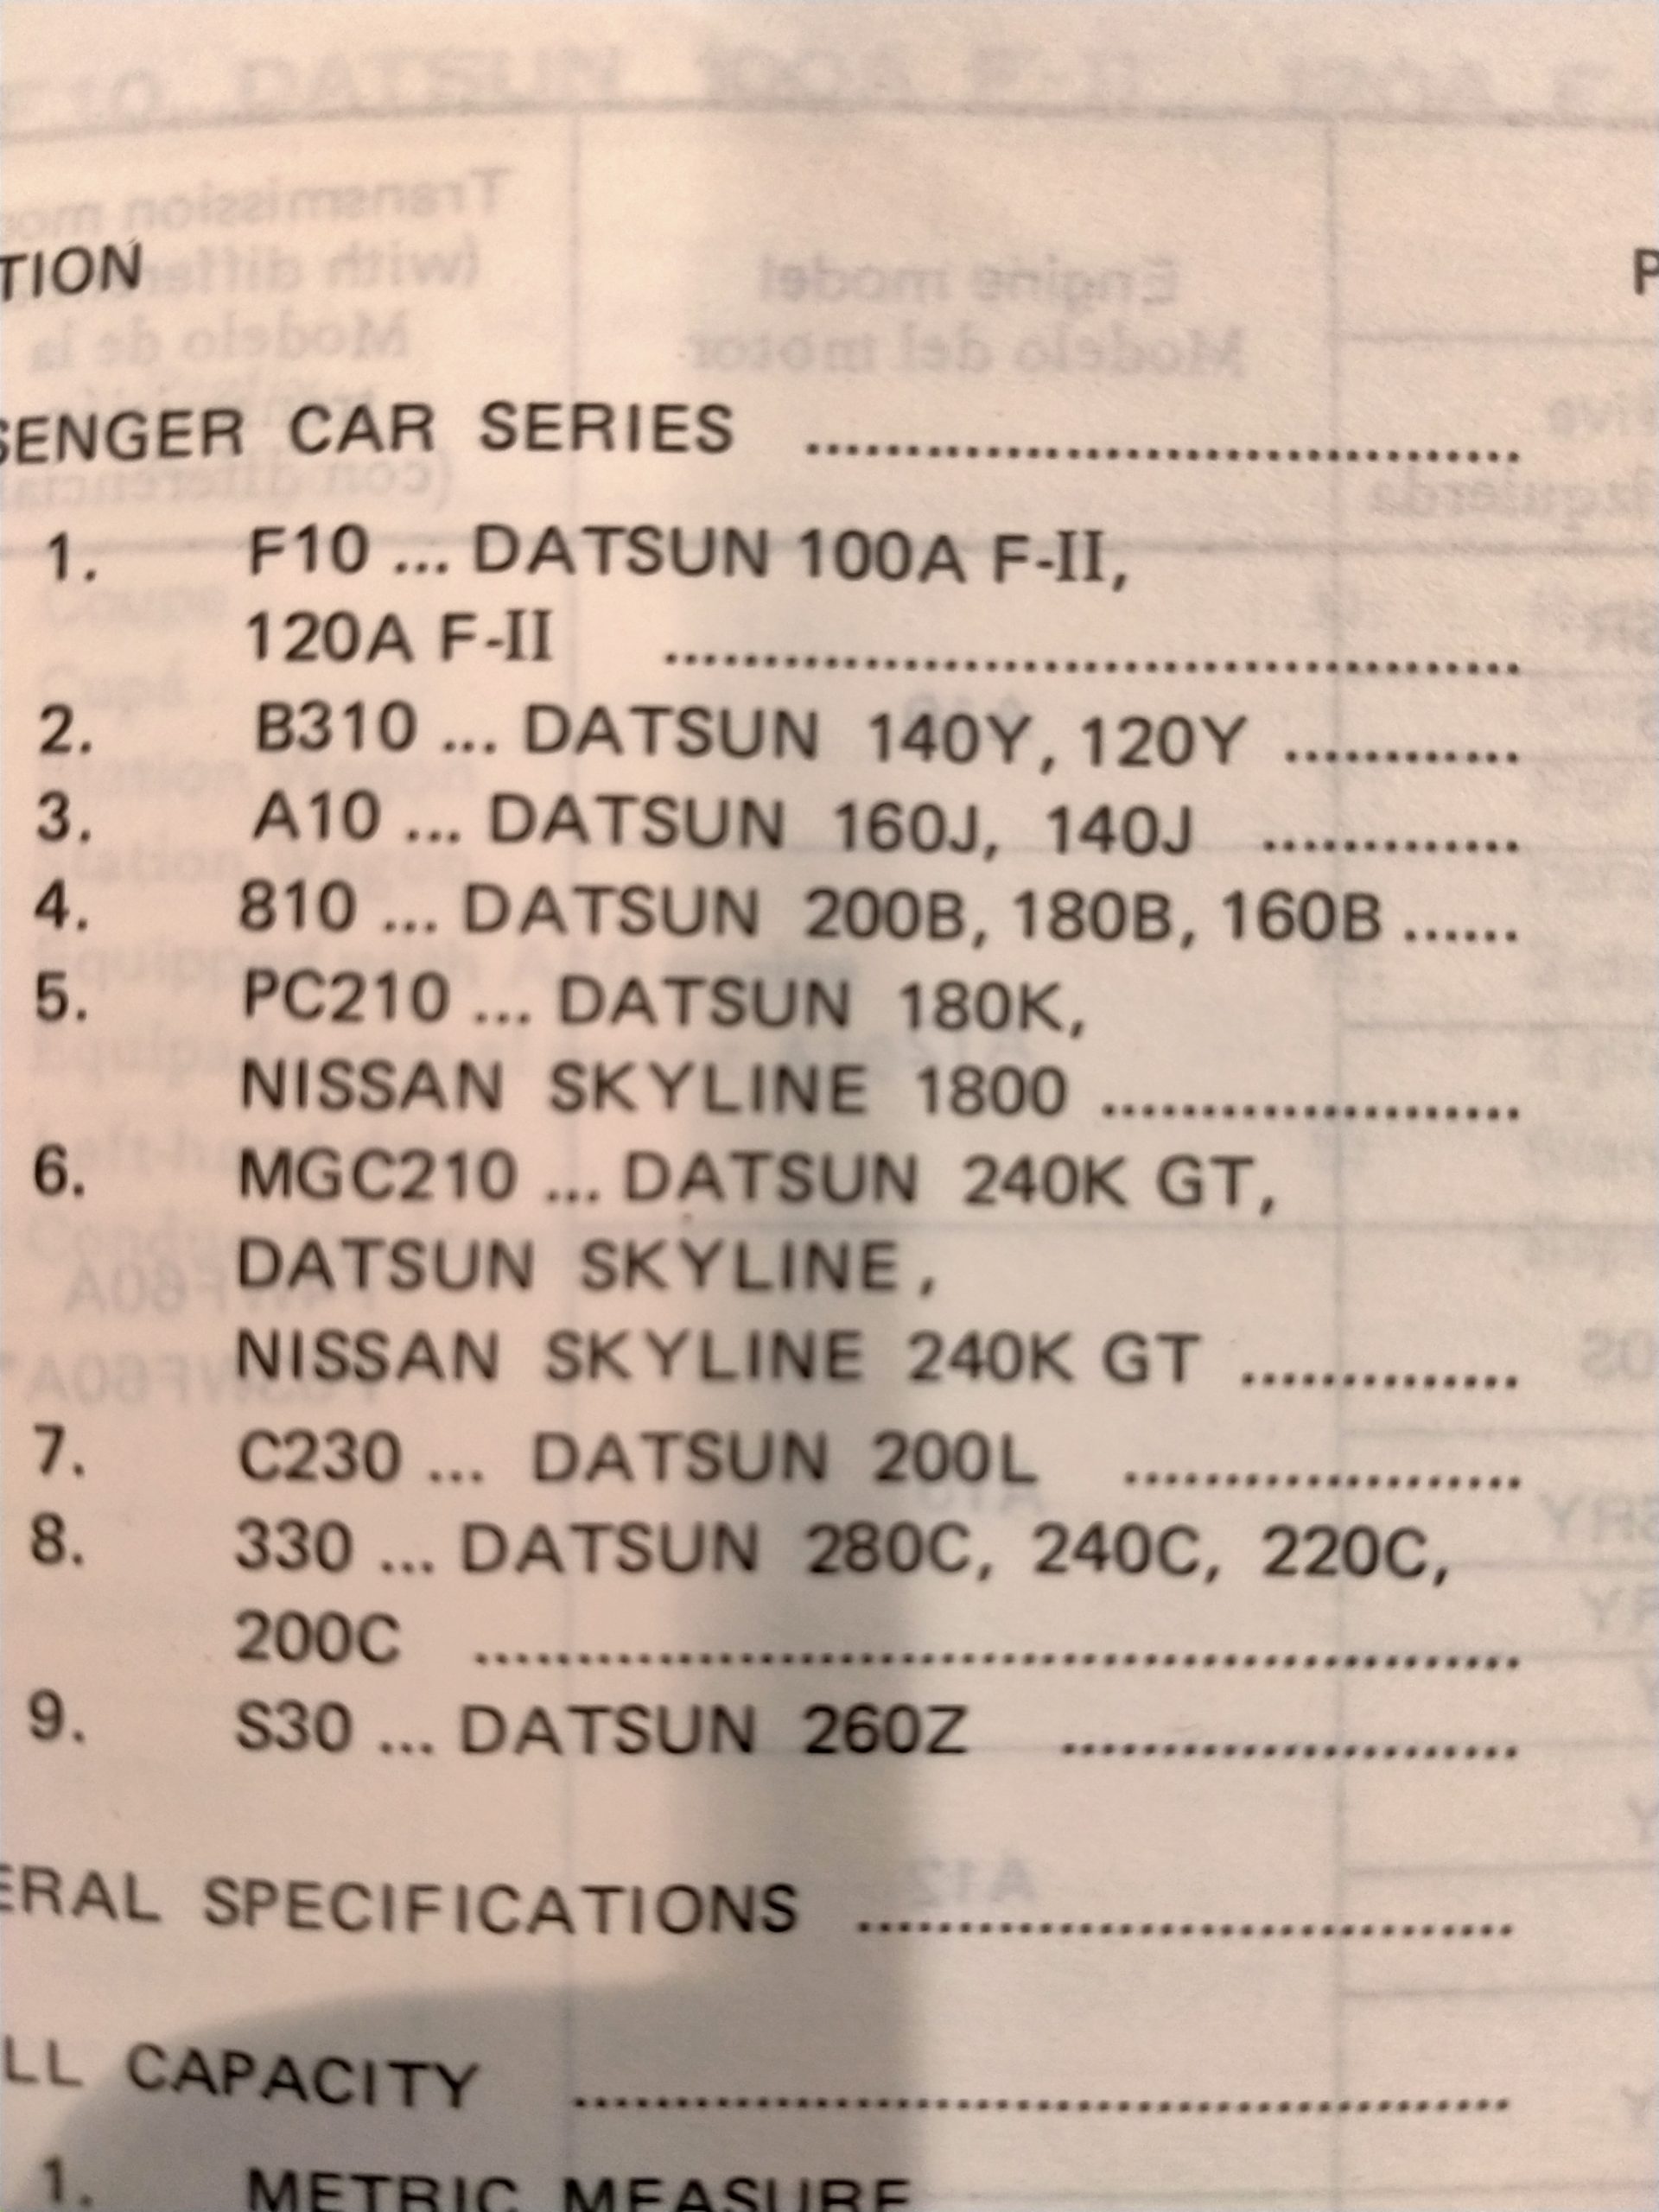 TION P
SENGER CAR SERIES ....................................
1. F10 ... DATSUN 100A F-II,
120A F-II ...........................................
2. B310 ... DATSUN 140Y, 120Y ............
3. A10 ... DATSUN 160J, 140J .............
4. 810 ... DATSUN 200B, 180B, 160B ......
5. PC210 ... DATSUN 180K,
NISSAN SKYLINE 1800 .....................
6. MGC210 ... DATSUN 240K GT,
DATSUN SKYLINE,
NISSAN SKYLINE 240K GT ..............
7. C230 ... DATSUN 200L ....................
8. 330 ... DATSUN 280C, 240C, 220C,
200C .....................................................
9. S30 ... DATSUN 260Z .......................
ERAL SPECIFICATIONS .................................
LL CAPACITY ...............................................
1. METRIC MEASURE